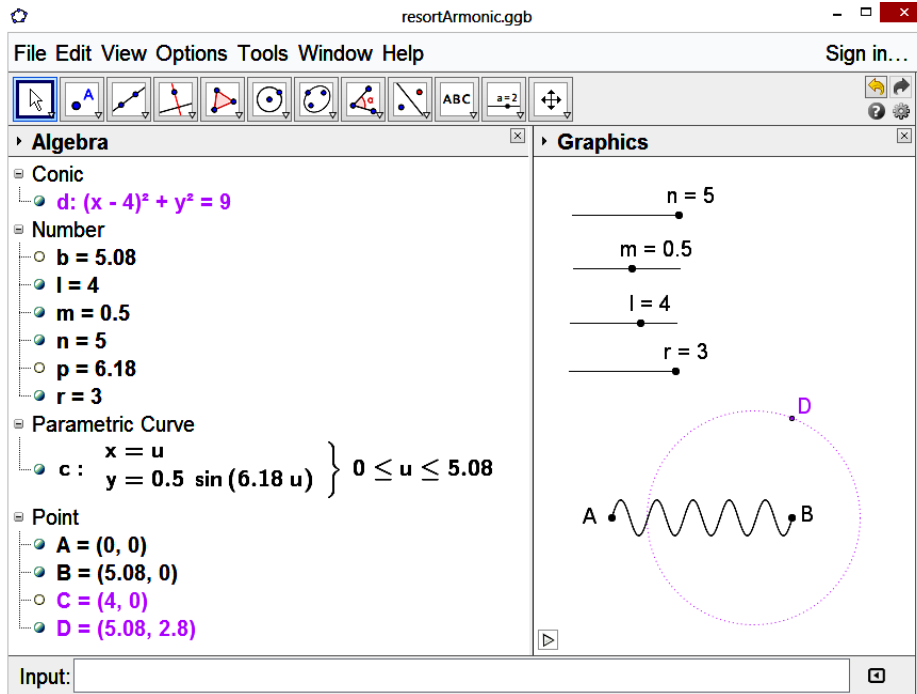 resortArmonic.ggb
File Edit View Options Tools Window Help
Sign in...
A
α
ABC
a=2
Algebra
Conic
d: (x - 4)² + y² = 9
Number
b = 5.08
l = 4
m = 0.5
n = 5
p = 6.18
r = 3
Parametric Curve
c : x = u
y = 0.5 sin (6.18 u) } 0 ≤ u ≤ 5.08
Point
A = (0, 0)
B = (5.08, 0)
C = (4, 0)
D = (5.08, 2.8)
Graphics
n = 5
m = 0.5
l = 4
r = 3
D
A
B
Input: